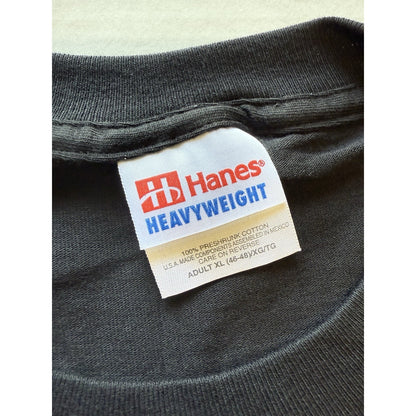 Hanes®
HEAVYWEIGHT
100% PRESHRUNK COTTON
U.S.A. MADE COMPONENTS ASSEMBLED IN MEXICO
CARE ON REVERSE
ADULT XL (46-48)/XG/TG